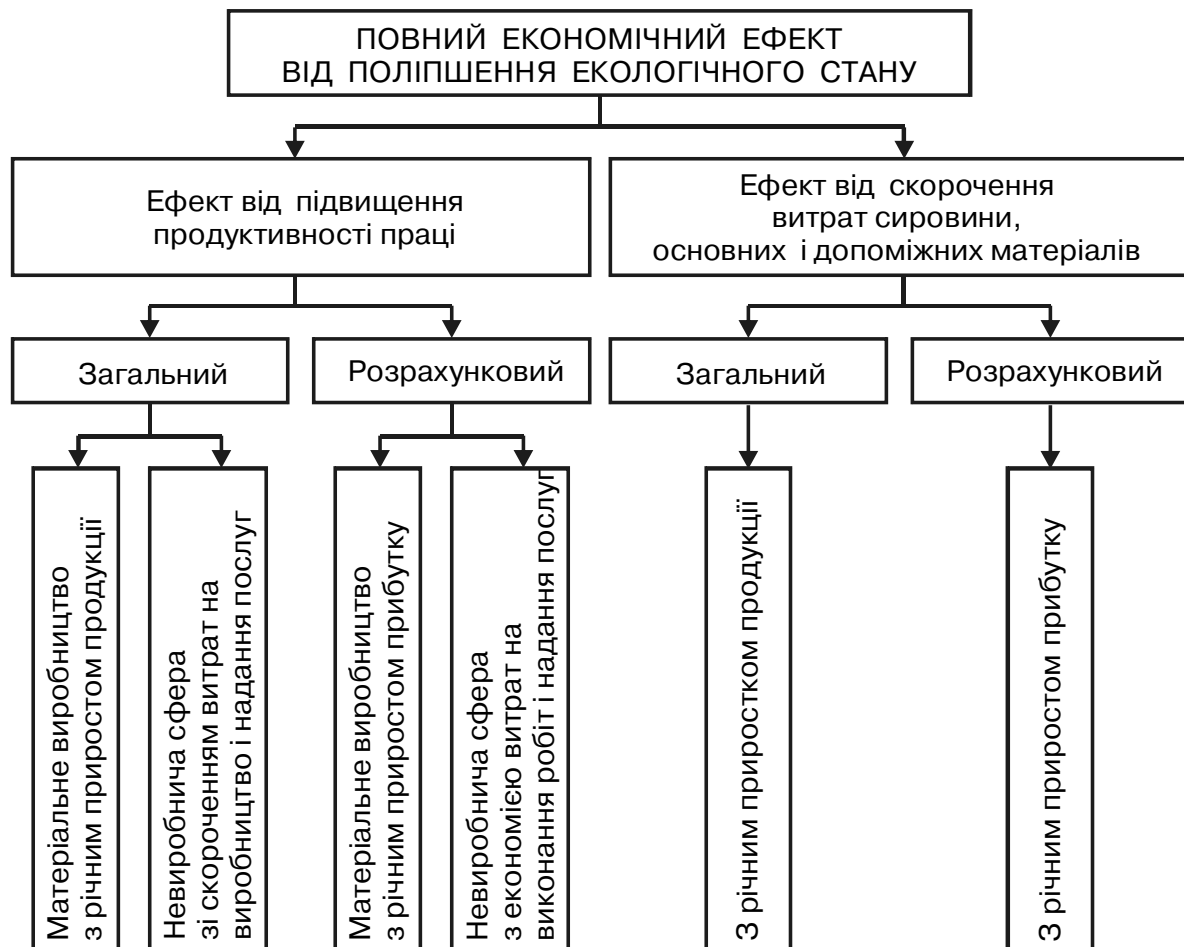 ПОВНИЙ ЕКОНОМІЧНИЙ ЕФЕКТ
ВІД ПОЛІПШЕННЯ ЕКОЛОГІЧНОГО СТАНУ
Ефект від підвищення
продуктивності праці
Ефект від скорочення
витрат сировини,
основних і допоміжних матеріалів
Загальний
Розрахунковий
Загальний
Розрахунковий
Матеріальне виробництво
з річним приростом продукції
Невиробнича сфера
зі скороченням витрат на
виробництво і надання послуг
Матеріальне виробництво
з річним приростом прибутку
Невиробнича сфера
з економією витрат на
виконання робіт і надання послуг
З річним приростком продукції
З річним приростом прибутку